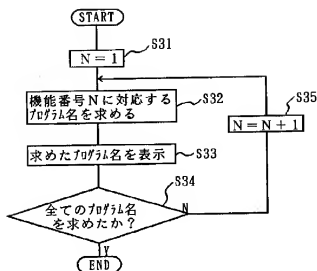 START
S31
N=1
S32
機能番号Nに対応する
プログラム名を求める
S35
N=N+1
S33
求めたプログラム名を表示
S34
全てのプログラム名
を求めたか？
N
Y
END